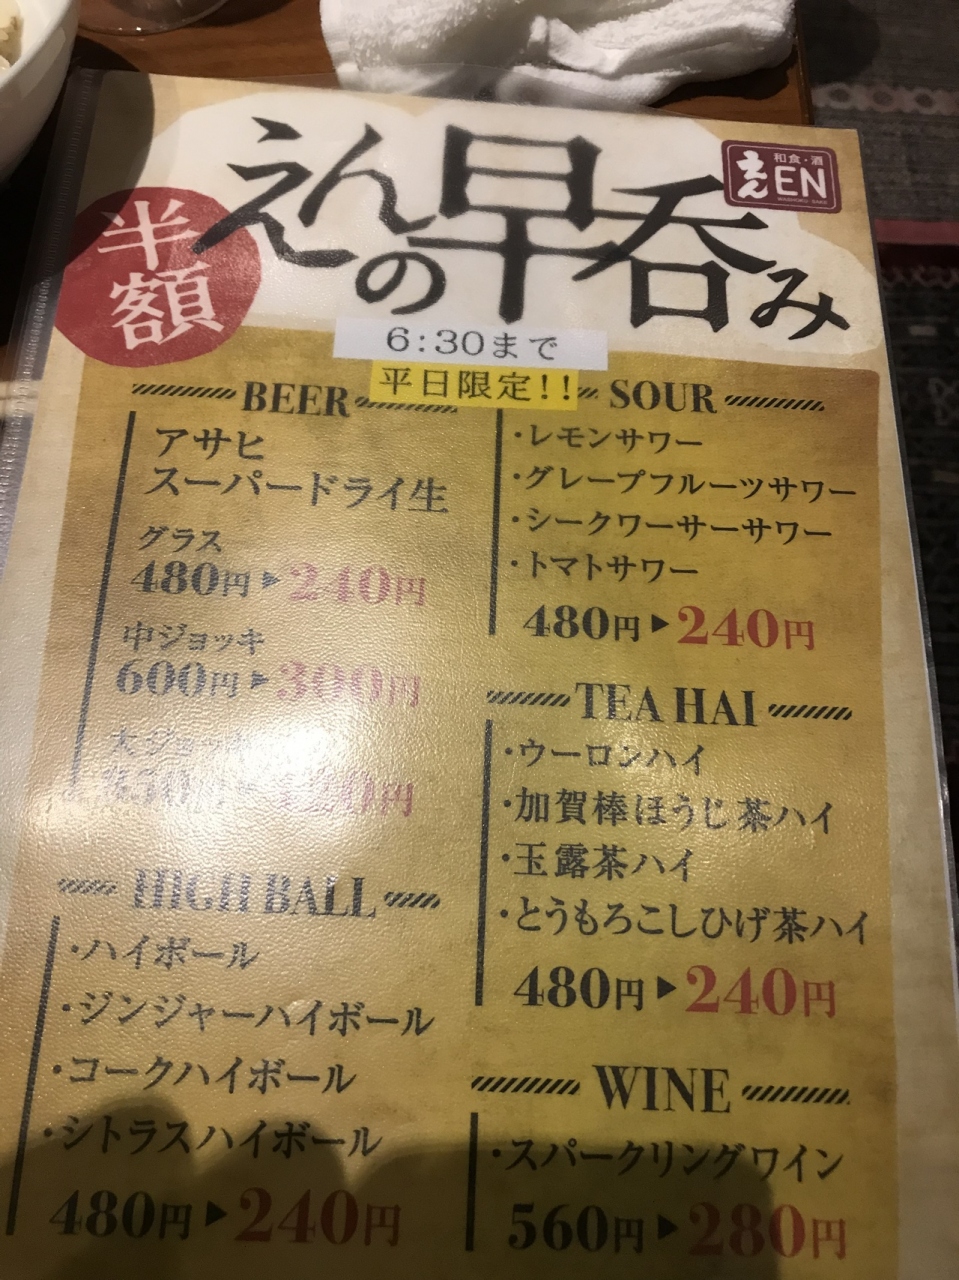 えんの早呑み
和食・酒
えん EN
WASHOKU SAKE
半額
6:30まで
平日限定!!
BEER
アサヒ
スーパードライ生
グラス
480円▶240円
中ジョッキ
600円▶300円
大ジョッキ
円
HIGH BALL
・ハイボール
・ジンジャーハイボール
・コークハイボール
・シトラスハイボール
480円▶240円
SOUR
・レモンサワー
・グレープフルーツサワー
・シークワーサーサワー
・トマトサワー
480円▶240円
TEA HAI
・ウーロンハイ
・加賀棒ほうじ茶ハイ
・玉露茶ハイ
・とうもろこしひげ茶ハイ
480円▶240円
WINE
・スパークリングワイン
560円▶280円